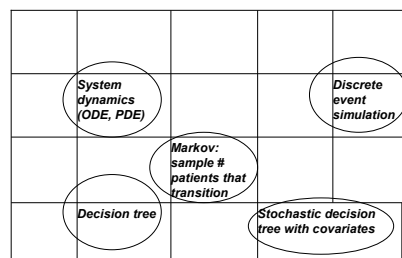 System
dynamics
(ODE, PDE)
Discrete
event
simulation
Markov:
sample #
patients that
transition
Decision tree
Stochastic decision
tree with covariates